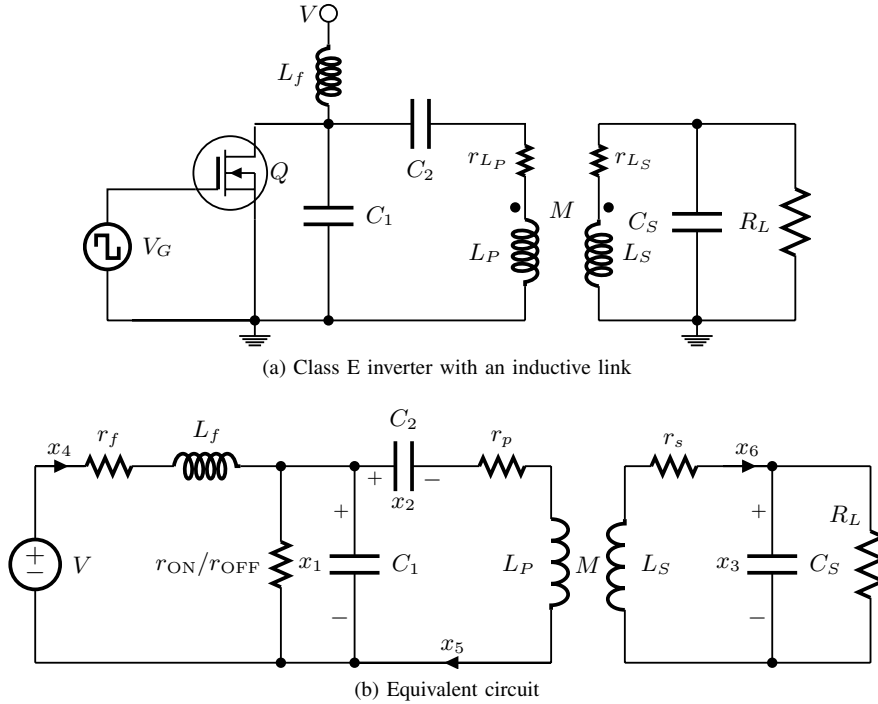 V
L_f
C_2
r_{L_P} r_{L_S}
Q
M
V_G C_1 L_P L_S C_S R_L
(a) Class E inverter with an inductive link
x_4 r_f L_f C_2 r_p r_s x_6
+ x_2 −
+ + R_L
+ − V r_ON/r_OFF x_1 C_1 L_P M L_S x_3 C_S
− −
x_5
(b) Equivalent circuit